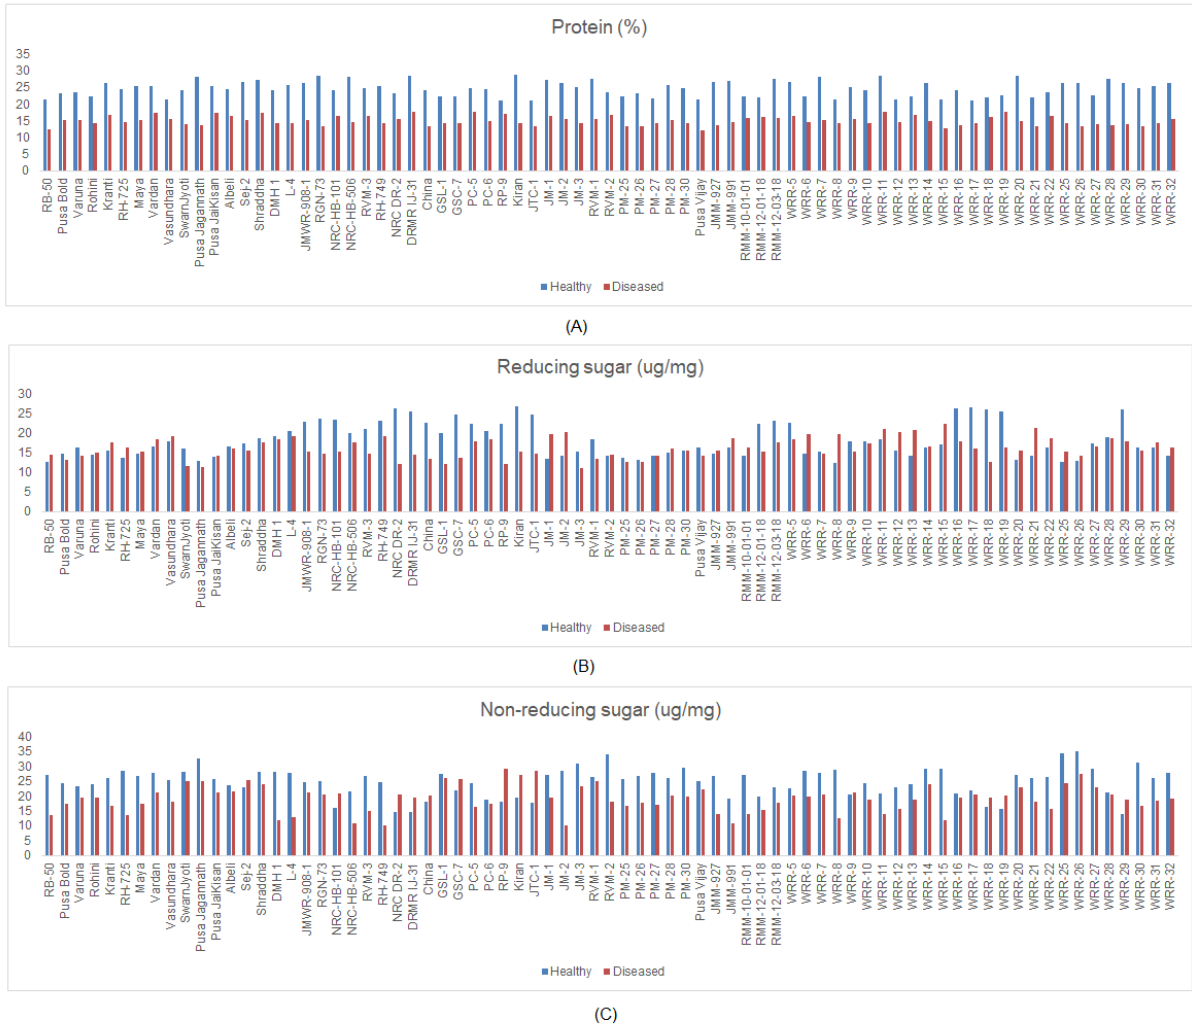 Protein (%)
35
30
25
20
15
10
5
0
RB-50
Pusa Bold
Varuna
Rohini
Kranti
RH-725
Maya
Vardan
Vasundhara
SwarnJyoti
Pusa Jagannath
Pusa JaiKisan
Albeli
Sej-2
Shraddha
DMH 1
L-4
JMWR-908-1
RGN-73
NRC-HB-101
NRC-HB-506
RVM-3
RH-749
NRC DR-2
DRMR IJ-31
China
GSL-1
GSC-7
PC-5
PC-6
RP-9
Kiran
JTC-1
JM-1
JM-2
JM-3
RVM-1
RVM-2
PM-25
PM-26
PM-27
PM-28
PM-30
Pusa Vijay
JMM-927
JMM-991
RMM-10-01-01
RMM-12-01-18
RMM-12-03-18
WRR-5
WRR-6
WRR-7
WRR-8
WRR-9
WRR-10
WRR-11
WRR-12
WRR-13
WRR-14
WRR-15
WRR-16
WRR-17
WRR-18
WRR-19
WRR-20
WRR-21
WRR-22
WRR-25
WRR-26
WRR-27
WRR-28
WRR-29
WRR-30
WRR-31
WRR-32
Healthy Diseased
(A)
Reducing sugar (ug/mg)
30
25
20
15
10
5
0
RB-50
Pusa Bold
Varuna
Rohini
Kranti
RH-725
Maya
Vardan
Vasundhara
SwarnJyoti
Pusa Jagannath
Pusa JaiKisan
Albeli
Sej-2
Shraddha
DMH 1
L-4
JMWR-908-1
RGN-73
NRC-HB-101
NRC-HB-506
RVM-3
RH-749
NRC DR-2
DRMR IJ-31
China
GSL-1
GSC-7
PC-5
PC-6
RP-9
Kiran
JTC-1
JM-1
JM-2
JM-3
RVM-1
RVM-2
PM-25
PM-26
PM-27
PM-28
PM-30
Pusa Vijay
JMM-927
JMM-991
RMM-10-01-01
RMM-12-01-18
RMM-12-03-18
WRR-5
WRR-6
WRR-7
WRR-8
WRR-9
WRR-10
WRR-11
WRR-12
WRR-13
WRR-14
WRR-15
WRR-16
WRR-17
WRR-18
WRR-19
WRR-20
WRR-21
WRR-22
WRR-25
WRR-26
WRR-27
WRR-28
WRR-29
WRR-30
WRR-31
WRR-32
Healthy Diseased
(B)
Non-reducing sugar (ug/mg)
40
35
30
25
20
15
10
5
0
RB-50
Pusa Bold
Varuna
Rohini
Kranti
RH-725
Maya
Vardan
Vasundhara
SwarnJyoti
Pusa Jagannath
Pusa JaiKisan
Albeli
Sej-2
Shraddha
DMH 1
L-4
JMWR-908-1
RGN-73
NRC-HB-101
NRC-HB-506
RVM-3
RH-749
NRC DR-2
DRMR IJ-31
China
GSL-1
GSC-7
PC-5
PC-6
RP-9
Kiran
JTC-1
JM-1
JM-2
JM-3
RVM-1
RVM-2
PM-25
PM-26
PM-27
PM-28
PM-30
Pusa Vijay
JMM-927
JMM-991
RMM-10-01-01
RMM-12-01-18
RMM-12-03-18
WRR-5
WRR-6
WRR-7
WRR-8
WRR-9
WRR-10
WRR-11
WRR-12
WRR-13
WRR-14
WRR-15
WRR-16
WRR-17
WRR-18
WRR-19
WRR-20
WRR-21
WRR-22
WRR-25
WRR-26
WRR-27
WRR-28
WRR-29
WRR-30
WRR-31
WRR-32
Healthy Diseased
(C)